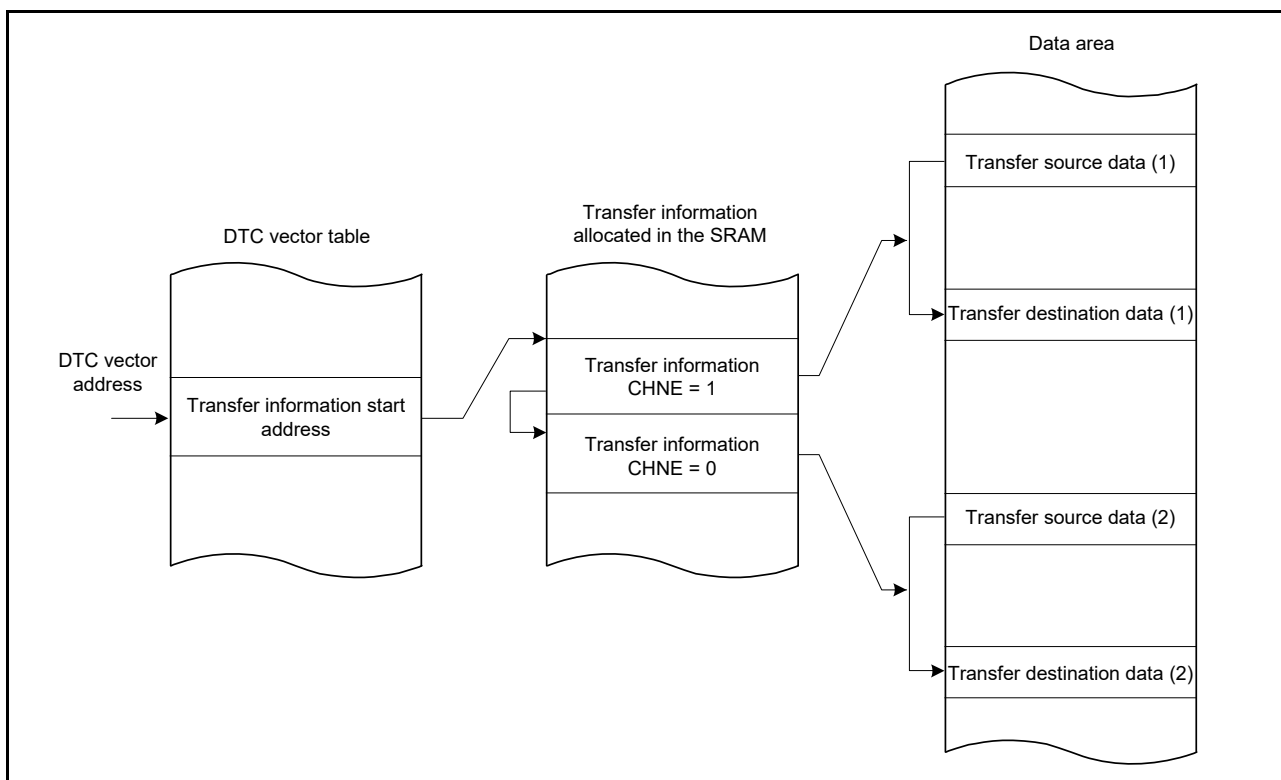 Data area
Transfer source data (1)
Transfer information
allocated in the SRAM
DTC vector table
Transfer destination data (1)
DTC vector
address
Transfer information
CHNE = 1
Transfer information start
address
Transfer information
CHNE = 0
Transfer source data (2)
Transfer destination data (2)